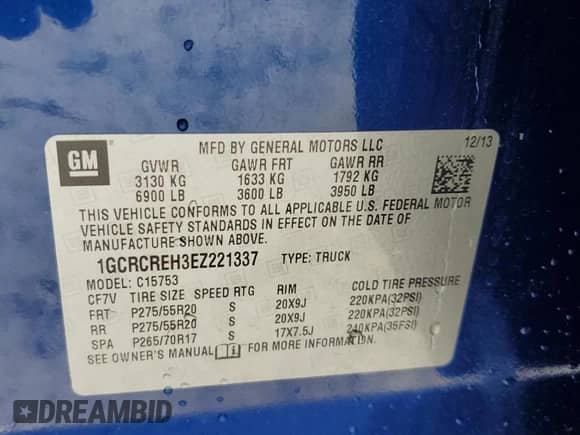 GM
MFD BY GENERAL MOTORS LLC
12/13
GVWR GAWR FRT GAWR RR
3130 KG 1633 KG 1792 KG
6900 LB 3600 LB 3950 LB
THIS VEHICLE CONFORMS TO ALL APPLICABLE U.S. FEDERAL MOTOR
VEHICLE SAFETY STANDARDS IN EFFECT ON THE DATE OF
MANUFACTURE SHOWN ABOVE.
1GCRCREH3EZ221337 TYPE: TRUCK
MODEL: C15753
CF7V TIRE SIZE SPEED RTG RIM COLD TIRE PRESSURE
FRT P275/55R20 S 20X9J 220KPA(32PSI)
RR P275/55R20 S 20X9J 220KPA(32PSI)
SPA P265/70R17 S 17X7.5J 240KPA(35PSI)
SEE OWNER'S MANUAL FOR MORE INFORMATION.
DREAMBID